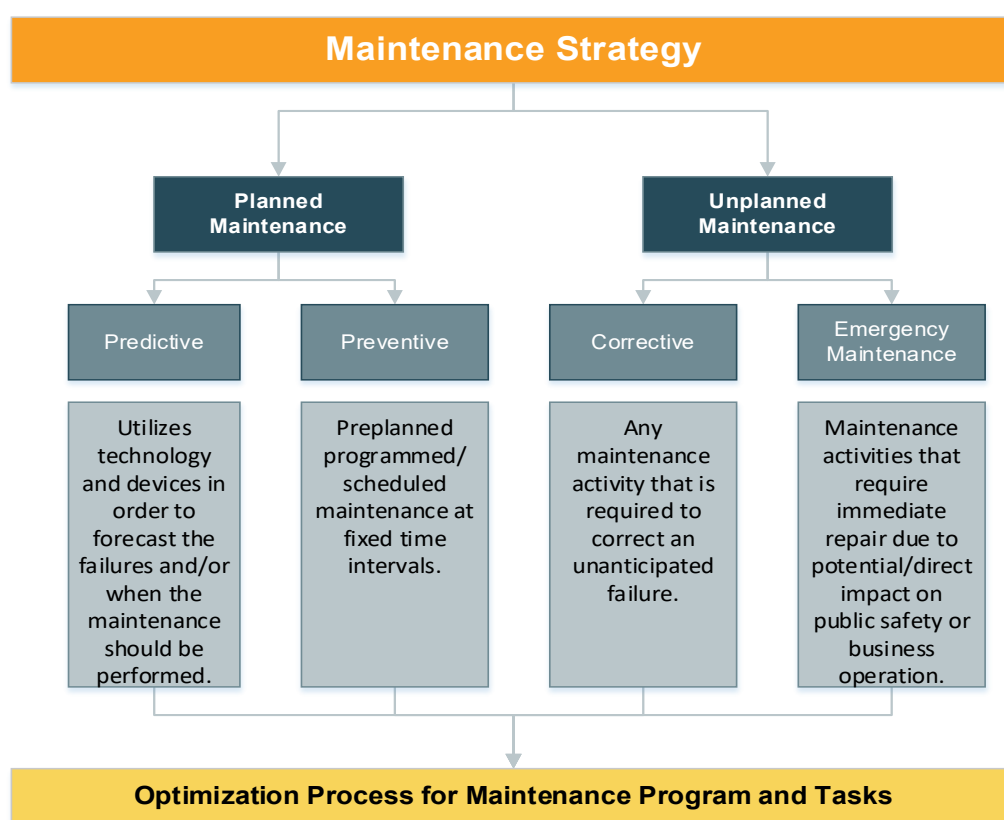 Maintenance Strategy
Planned
Maintenance
Unplanned
Maintenance
Predictive
Preventive
Corrective
Emergency
Maintenance
Utilizes
technology
and devices in
order to
forecast the
failures and/or
when the
maintenance
should be
performed.
Preplanned
programmed/
scheduled
maintenance at
fixed time
intervals.
Any
maintenance
activity that is
required to
correct an
unanticipated
failure.
Maintenance
activities that
require
immediate
repair due to
potential/direct
impact on
public safety or
business
operation.
Optimization Process for Maintenance Program and Tasks